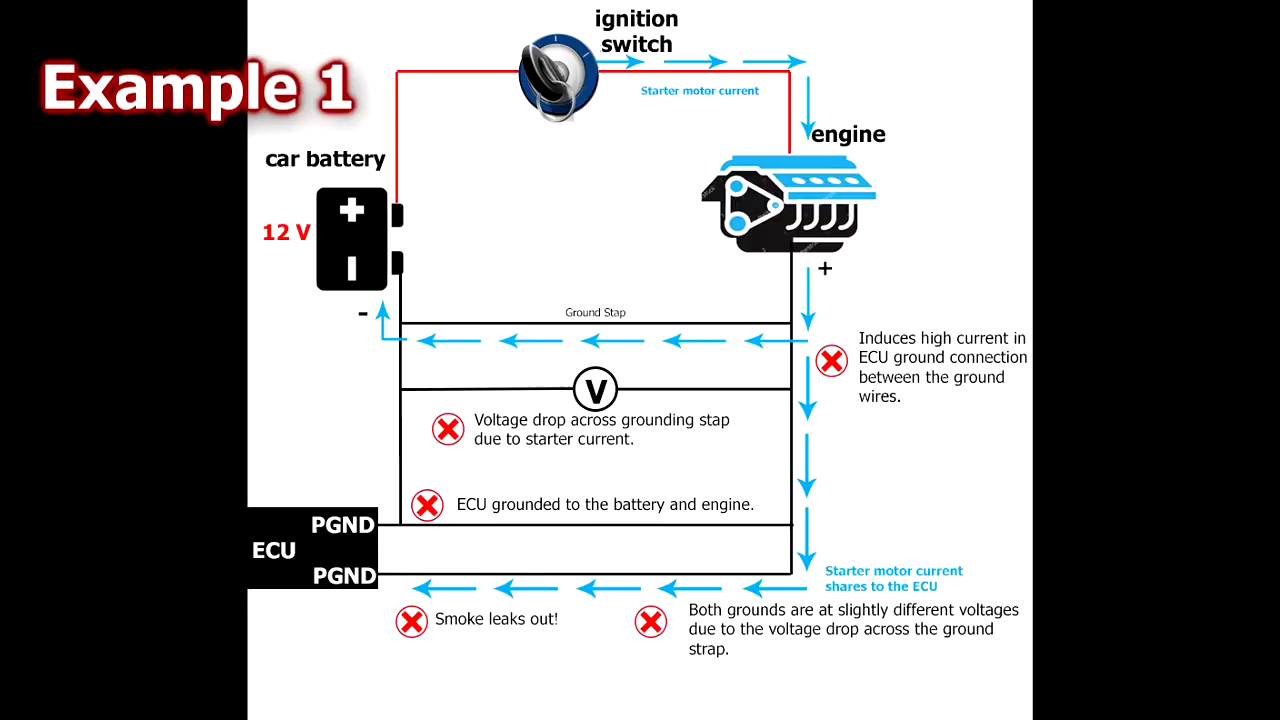 ignition
switch
Example 1
Starter motor current
engine
car battery
12 V
+
-
Ground Stap
Induces high current in
ECU ground connection
between the ground
wires.
V
Voltage drop across grounding stap
due to starter current.
ECU grounded to the battery and engine.
PGND
ECU
PGND
Starter motor current
shares to the ECU
Smoke leaks out!
Both grounds are at slightly different voltages
due to the voltage drop across the ground
strap.